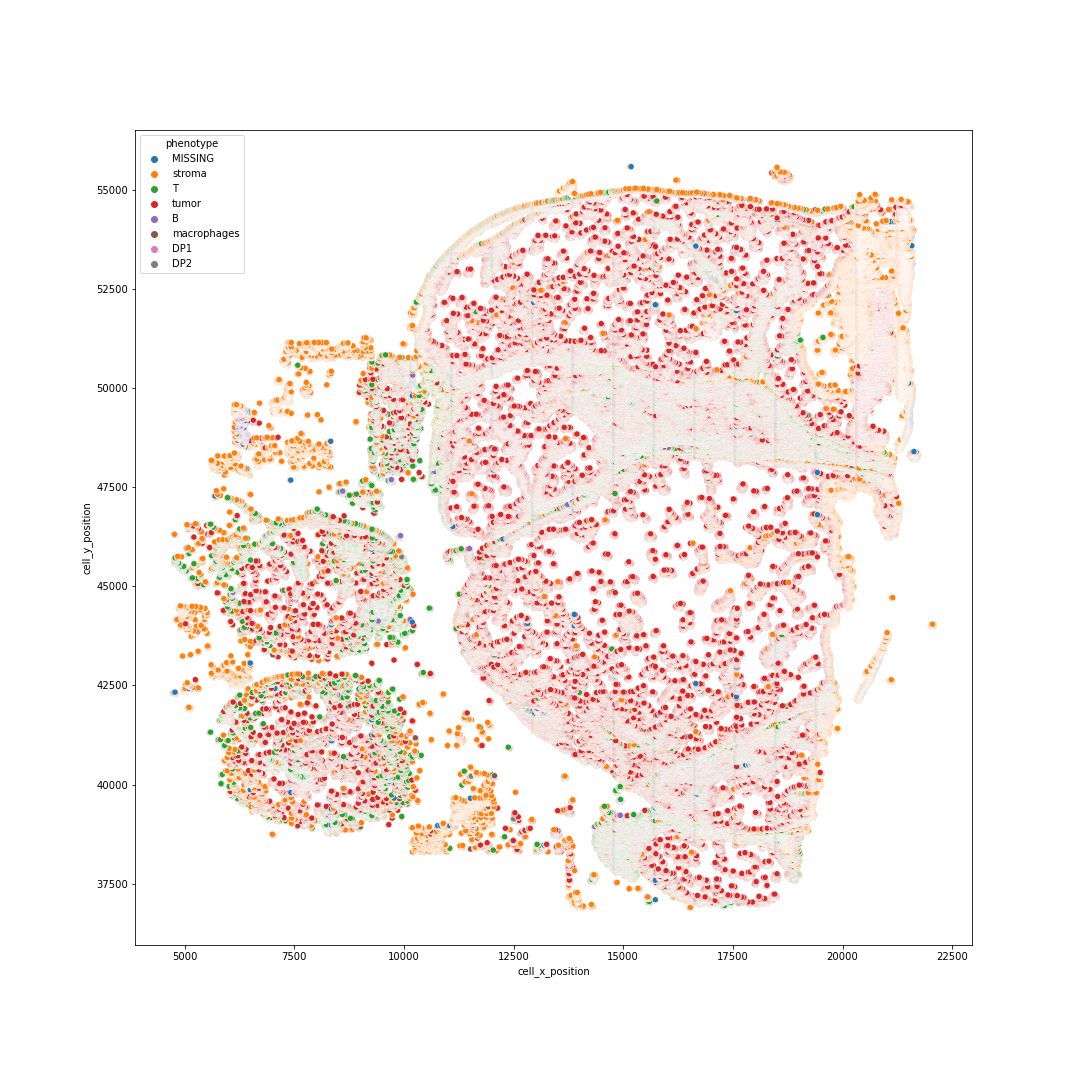 phenotype
MISSING
stroma
T
tumor
B
macrophages
DP1
DP2
cell_y_position
55000
52500
50000
47500
45000
42500
40000
37500
5000 7500 10000 12500 15000 17500 20000 22500
cell_x_position